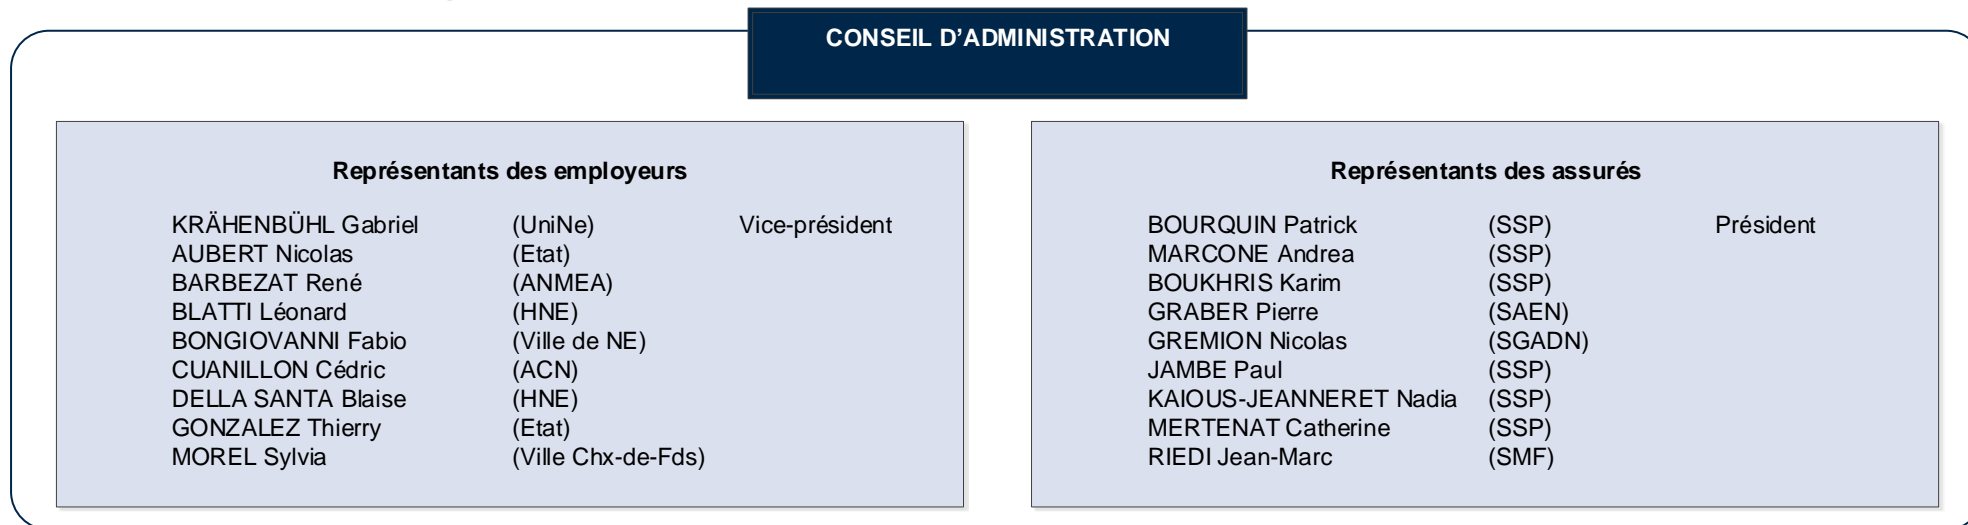 CONSEIL D'ADMINISTRATION
Représentants des employeurs
KRÄHENBÜHL Gabriel (UniNe) Vice-président
AUBERT Nicolas (Etat)
BARBEZAT René (ANMEA)
BLATTI Léonard (HNE)
BONGIOVANNI Fabio (Ville de NE)
CUANILLON Cédric (ACN)
DELLA SANTA Blaise (HNE)
GONZALEZ Thierry (Etat)
MOREL Sylvia (Ville Chx-de-Fds)
Représentants des assurés
BOURQUIN Patrick (SSP) Président
MARCONE Andrea (SSP)
BOUKHRIS Karim (SSP)
GRABER Pierre (SAEN)
GREMION Nicolas (SGADN)
JAMBE Paul (SSP)
KAIOUS-JEANNERET Nadia (SSP)
MERTENAT Catherine (SSP)
RIEDI Jean-Marc (SMF)